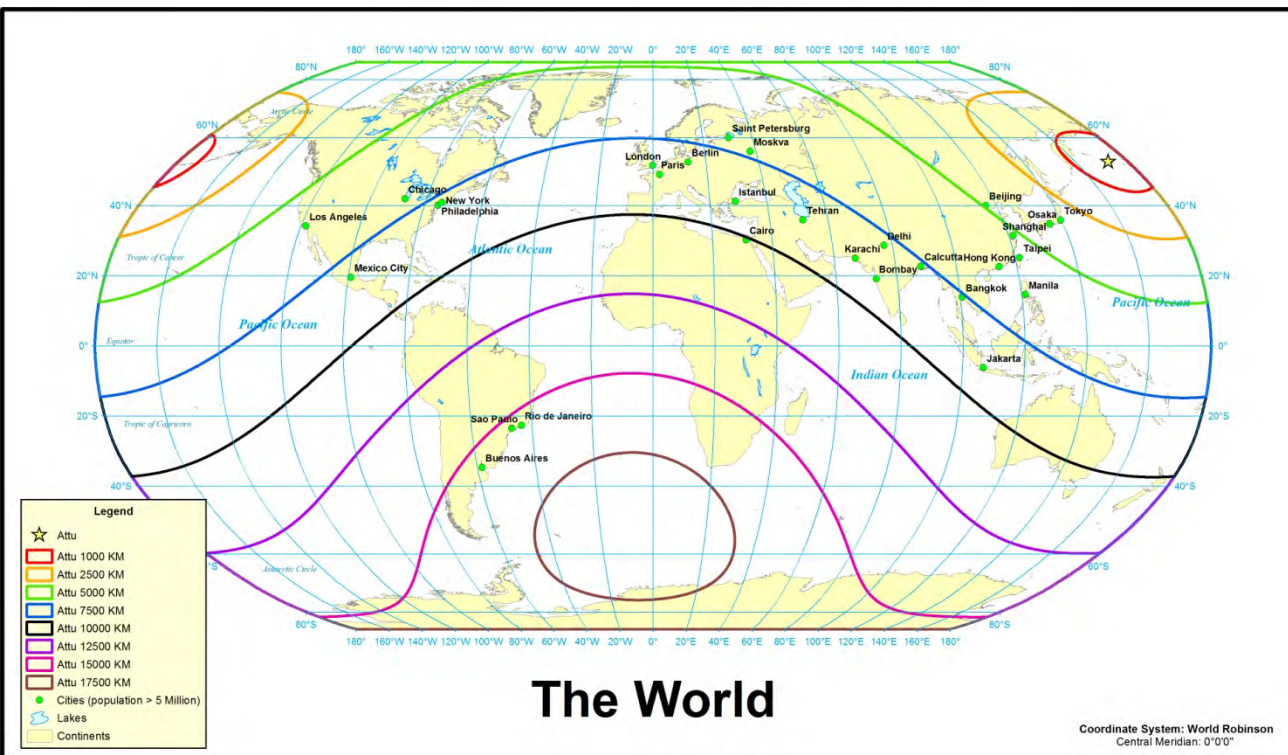 180° 160°W 140°W 120°W 100°W 80°W 60°W 40°W 20°W 0° 20°E 40°E 60°E 80°E 100°E 120°E 140°E 160°E 180°
80°N 80°N
Arctic Circle
60°N 60°N
Saint Petersburg
Moskva
London Berlin
Paris
Chicago
New York
Philadelphia
Istanbul
Beijing
40°N 40°N
Los Angeles
Tehran
Osaka Tokyo
Shanghai
Cairo
Delhi
Atlantic Ocean
Karachi
Taipei
Tropic of Cancer
Calcutta Hong Kong
Mexico City
Bombay
20°N 20°N
Bangkok Manila
Pacific Ocean
Pacific Ocean
Equator
0° 0°
Jakarta
Indian Ocean
20°S 20°S
Sao Paulo Rio de Janeiro
Tropic of Capricorn
Buenos Aires
40°S 40°S
Antarctic Circle
°S 60°S
80°S 80°S
180° 160°W 140°W 120°W 100°W 80°W 60°W 40°W 20°W 0° 20°E 40°E 60°E 80°E 100°E 120°E 140°E 160°E 180°
Legend
Attu
Attu 1000 KM
Attu 2500 KM
Attu 5000 KM
Attu 7500 KM
Attu 10000 KM
Attu 12500 KM
Attu 15000 KM
Attu 17500 KM
Cities (population > 5 Million)
Lakes
Continents
The World
Coordinate System: World Robinson
Central Meridian: 0°0'0"